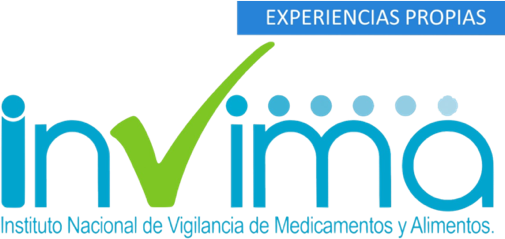 EXPERIENCIAS PROPIAS
invima
Instituto Nacional de Vigilancia de Medicamentos y Alimentos.